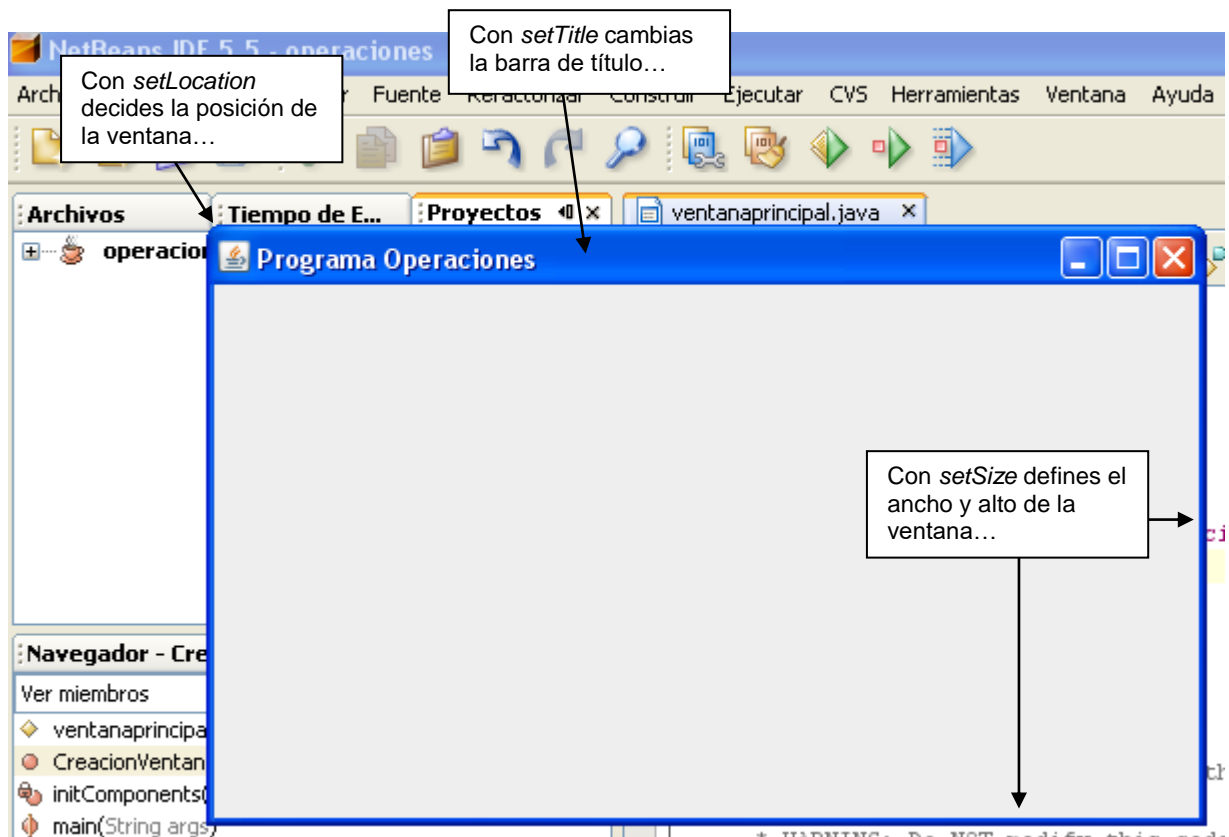 NetBeans IDE 5.5 - operaciones
Con setTitle cambias
la barra de título…
Con setLocation
decides la posición de
la ventana…
Fuente Refactorizar Construir Ejecutar CVS Herramientas Ventana Ayuda
Archivos
Tiempo de E...
Proyectos
ventanaprincipal.java
operacion
Programa Operaciones
Con setSize defines el
ancho y alto de la
ventana…
Navegador - Cre
Ver miembros
ventanaprincipa
CreacionVentan
initComponents(
main(String args)